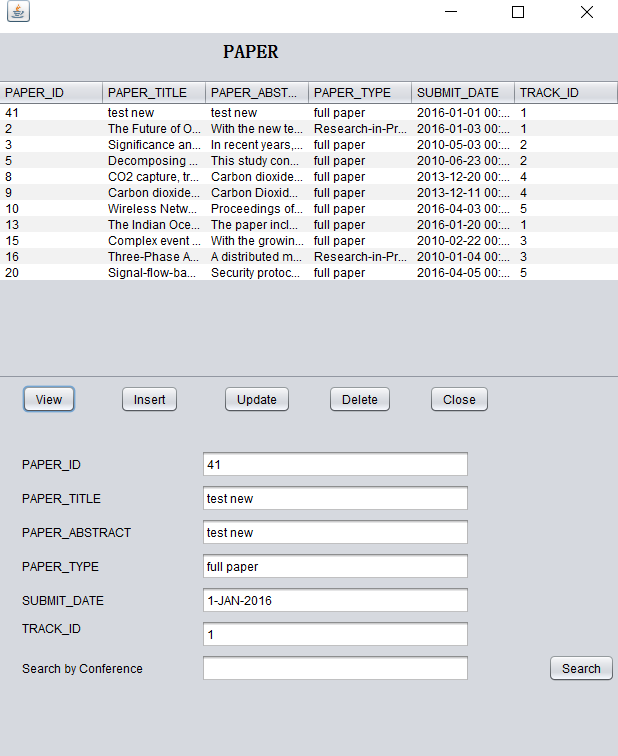 PAPER
PAPER_ID PAPER_TITLE PAPER_ABST... PAPER_TYPE SUBMIT_DATE TRACK_ID
41 test new test new full paper 2016-01-01 00:... 1
2 The Future of O... With the new te... Research-in-Pr... 2016-01-03 00:... 1
3 Significance an... In recent years,... full paper 2010-05-03 00:... 2
5 Decomposing ... This study con... full paper 2010-06-23 00:... 2
8 CO2 capture, tr... Carbon dioxide... full paper 2013-12-20 00:... 4
9 Carbon dioxide... Carbon Dioxid... full paper 2013-12-11 00:... 4
10 Wireless Netw... Proceedings of... full paper 2016-04-03 00:... 5
13 The Indian Oce... The paper incl... full paper 2016-01-20 00:... 1
15 Complex event ... With the growin... full paper 2010-02-22 00:... 3
16 Three-Phase A... A distributed m... Research-in-Pr... 2010-01-04 00:... 3
20 Signal-flow-ba... Security protoc... full paper 2016-04-05 00:... 5
View Insert Update Delete Close
PAPER_ID 41
PAPER_TITLE test new
PAPER_ABSTRACT test new
PAPER_TYPE full paper
SUBMIT_DATE 1-JAN-2016
TRACK_ID 1
Search by Conference Search